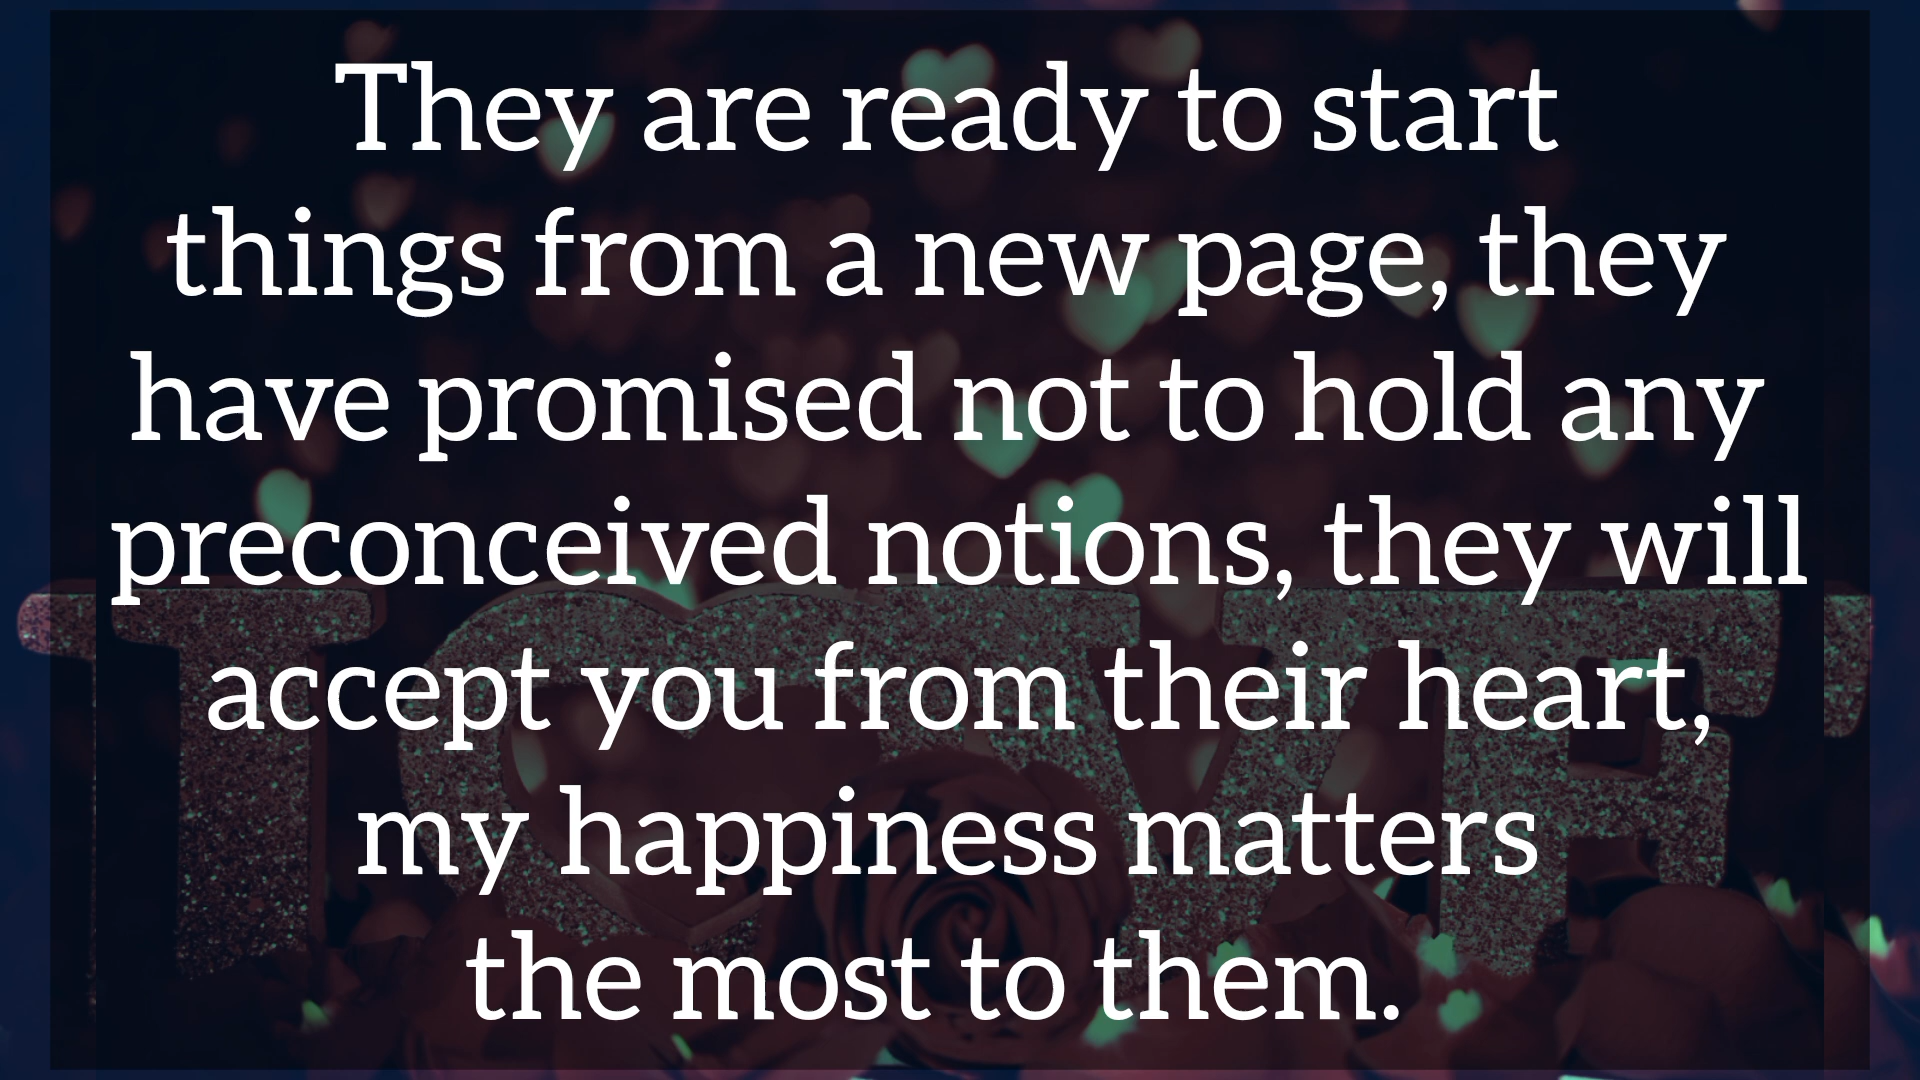 They are ready to start
things from a new page, they
have promised not to hold any
preconceived notions, they will
accept you from their heart,
my happiness matters
the most to them.
LOVE